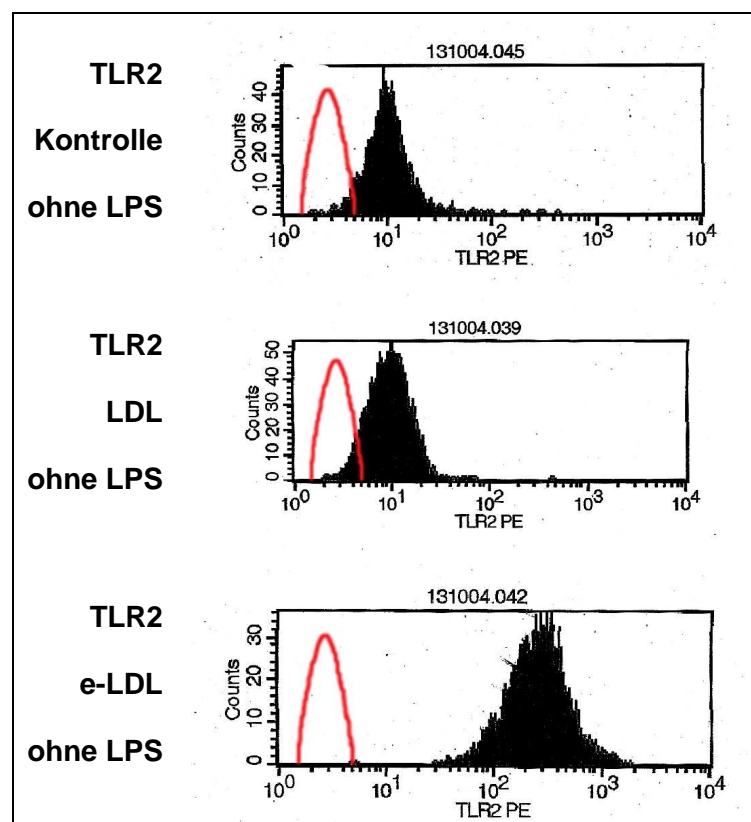 TLR2
Kontrolle
ohne LPS
131004.045
Counts
40
30
20
10
0
10⁰ 10¹ 10² 10³ 10⁴
TLR2 PE
TLR2
LDL
ohne LPS
131004.039
Counts
50
40
30
20
10
0
10⁰ 10¹ 10² 10³ 10⁴
TLR2 PE
TLR2
e-LDL
ohne LPS
131004.042
Counts
30
20
10
0
10⁰ 10¹ 10² 10³ 10⁴
TLR2 PE